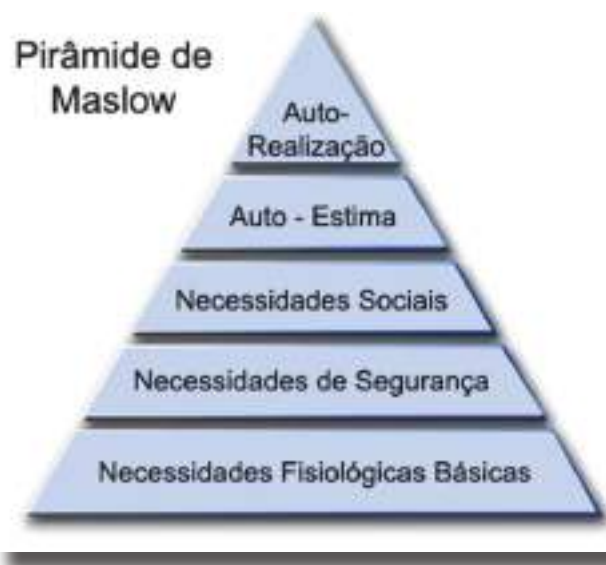 Pirâmide de
Maslow
Auto-
Realização
Auto - Estima
Necessidades Sociais
Necessidades de Segurança
Necessidades Fisiológicas Básicas